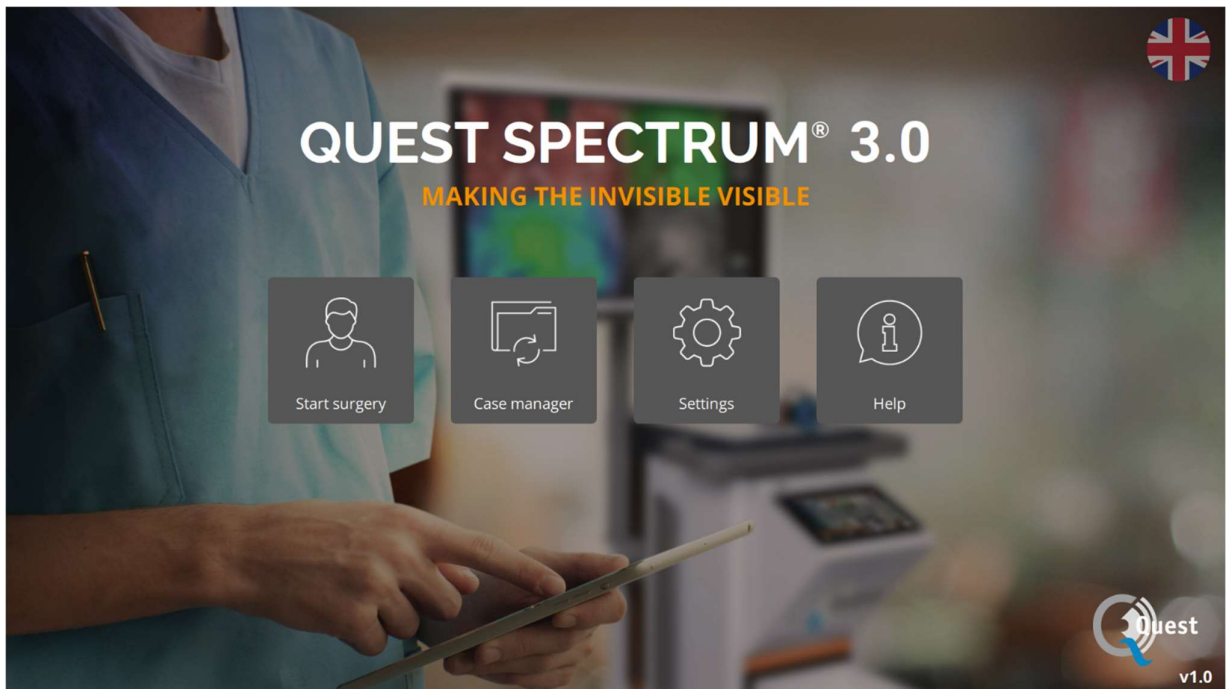 QUEST SPECTRUM® 3.0
MAKING THE INVISIBLE VISIBLE
Start surgery
Case manager
Settings
Help
Quest
v1.0